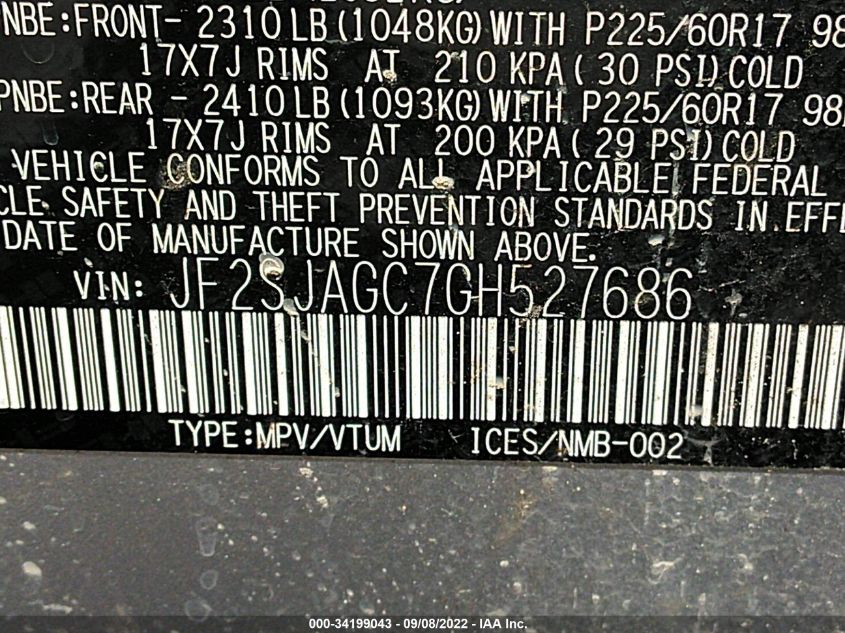 PNBE:FRONT- 2310 LB (1048KG) WITH P225/60R17 98
17X7J RIMS AT 210 KPA ( 30 PSI) COLD
PNBE:REAR - 2410 LB (1093KG) WITH P225/60R17 98
17X7J RIMS AT 200 KPA ( 29 PSI) COLD
VEHICLE CONFORMS TO ALL APPLICABLE FEDERAL
SAFETY AND THEFT PREVENTION STANDARDS IN
DATE OF MANUFACTURE SHOWN ABOVE.
VIN: JF2SJAGC7GH527686
TYPE:MPV/VTUM ICES/NMB-002
000-34199043 - 09/08/2022 - IAA Inc.